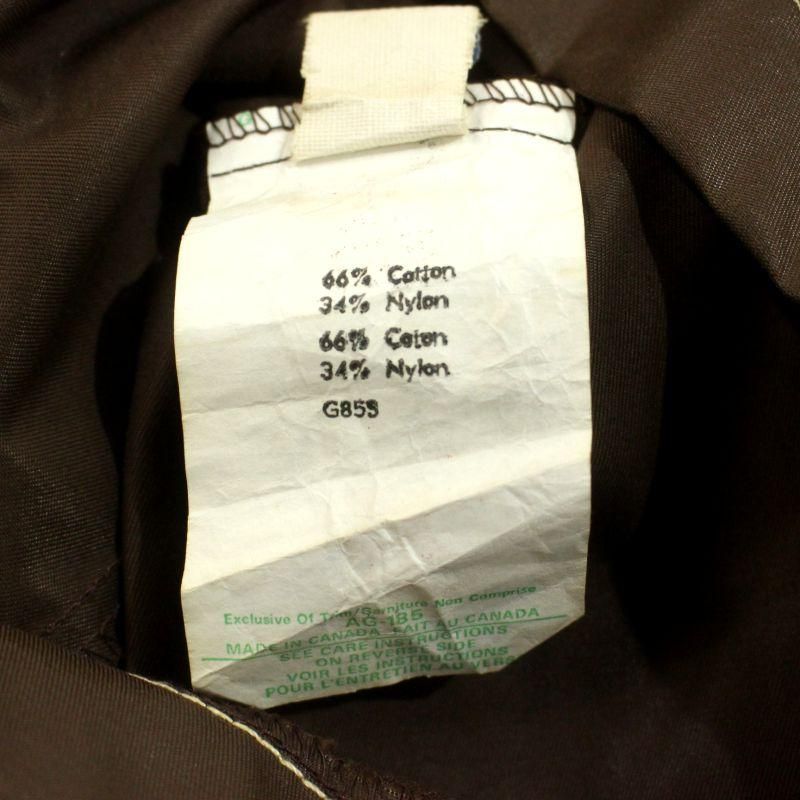 66% Cotton
34% Nylon
66% Coton
34% Nylon
G85S
Exclusive Of Trim/Garniture Non Comprise
AG-185
MADE IN CANADA FAIT AU CANADA
SEE CARE INSTRUCTIONS
ON REVERSE SIDE
VOIR LES INSTRUCTIONS
POUR L'ENTRETIEN AU VERSO